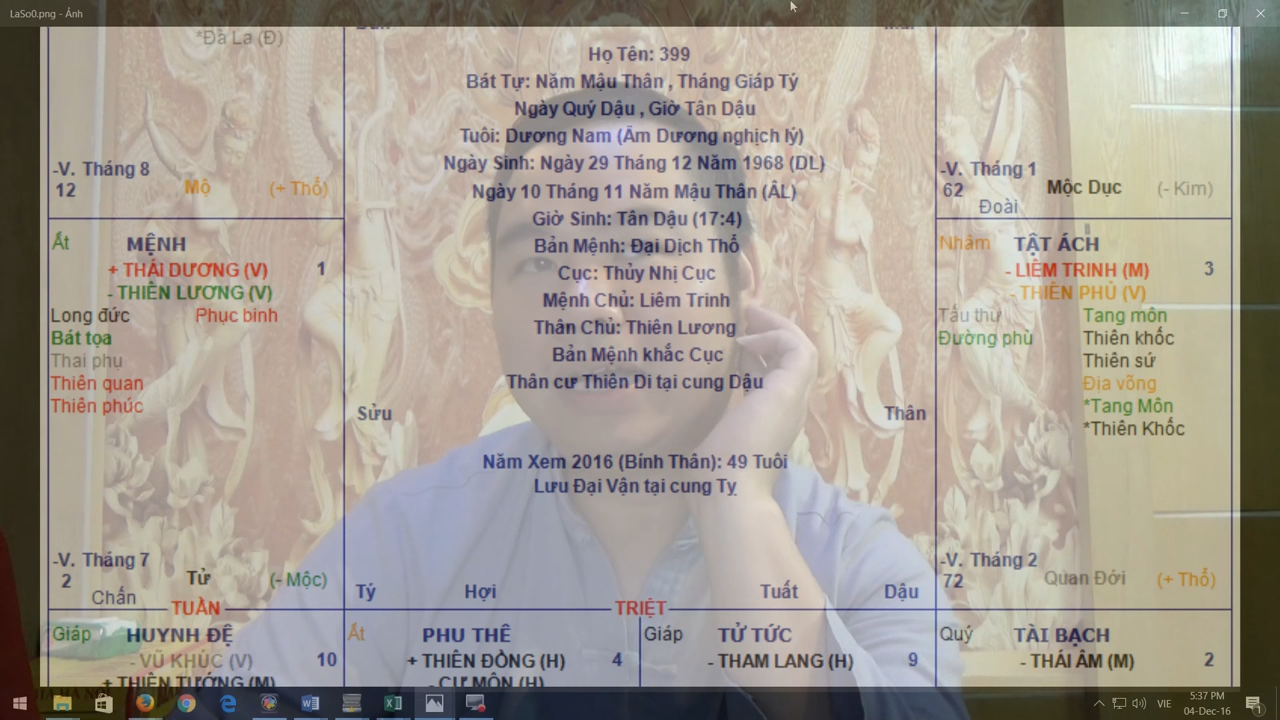 LaSo0.png - Ảnh
*Đà La (Đ)
Họ Tên: 399
Bát Tự: Năm Mậu Thân , Tháng Giáp Tý
Ngày Quý Dậu , Giờ Tân Dậu
Tuổi: Dương Nam (Âm Dương nghịch lý)
Ngày Sinh: Ngày 29 Tháng 12 Năm 1968 (DL)
Ngày 10 Tháng 11 Năm Mậu Thân (ÂL)
Giờ Sinh: Tân Dậu (17:4)
Bản Mệnh: Đại Dịch Thổ
Cục: Thủy Nhị Cục
Mệnh Chủ: Liêm Trinh
Thân Chủ: Thiên Lương
Bản Mệnh khắc Cục
Thân cư Thiên Di tại cung Dậu
Năm Xem 2016 (Bính Thân): 49 Tuổi
Lưu Đại Vận tại cung Tỵ
-V. Tháng 8
12 Mộ (+ Thổ)
-V. Tháng 1
62 Mộc Dục (- Kim)
Đoài
Ất MỆNH
+ THÁI DƯƠNG (V) 1
- THIÊN LƯƠNG (V)
Long đức Phục binh
Bát tọa
Thai phụ
Thiên quan
Thiên phúc
Sửu
Thân
-V. Tháng 7
2 Tử (- Mộc)
Chấn
TUẦN
Nhâm TẬT ÁCH
- LIÊM TRINH (M) 3
- THIÊN PHỦ (V)
Tấu thư Tang môn
Đường phù Thiên khốc
Thiên sứ
Địa võng
*Tang Môn
*Thiên Khốc
-V. Tháng 2
72 Quan Đới (+ Thổ)
Tý Hợi Tuất Dậu
TRIỆT
Giáp HUYNH ĐỆ
- VŨ KHÚC (V) 10
+ THIÊN TƯỚNG (M)
Ất PHU THÊ
+ THIÊN ĐỒNG (H) 4
- CỰ MÔN (H)
Giáp TỬ TỨC
- THAM LANG (H) 9
Quý TÀI BẠCH
- THÁI ÂM (M) 2
VIE
5:37 PM
04-Dec-16
1